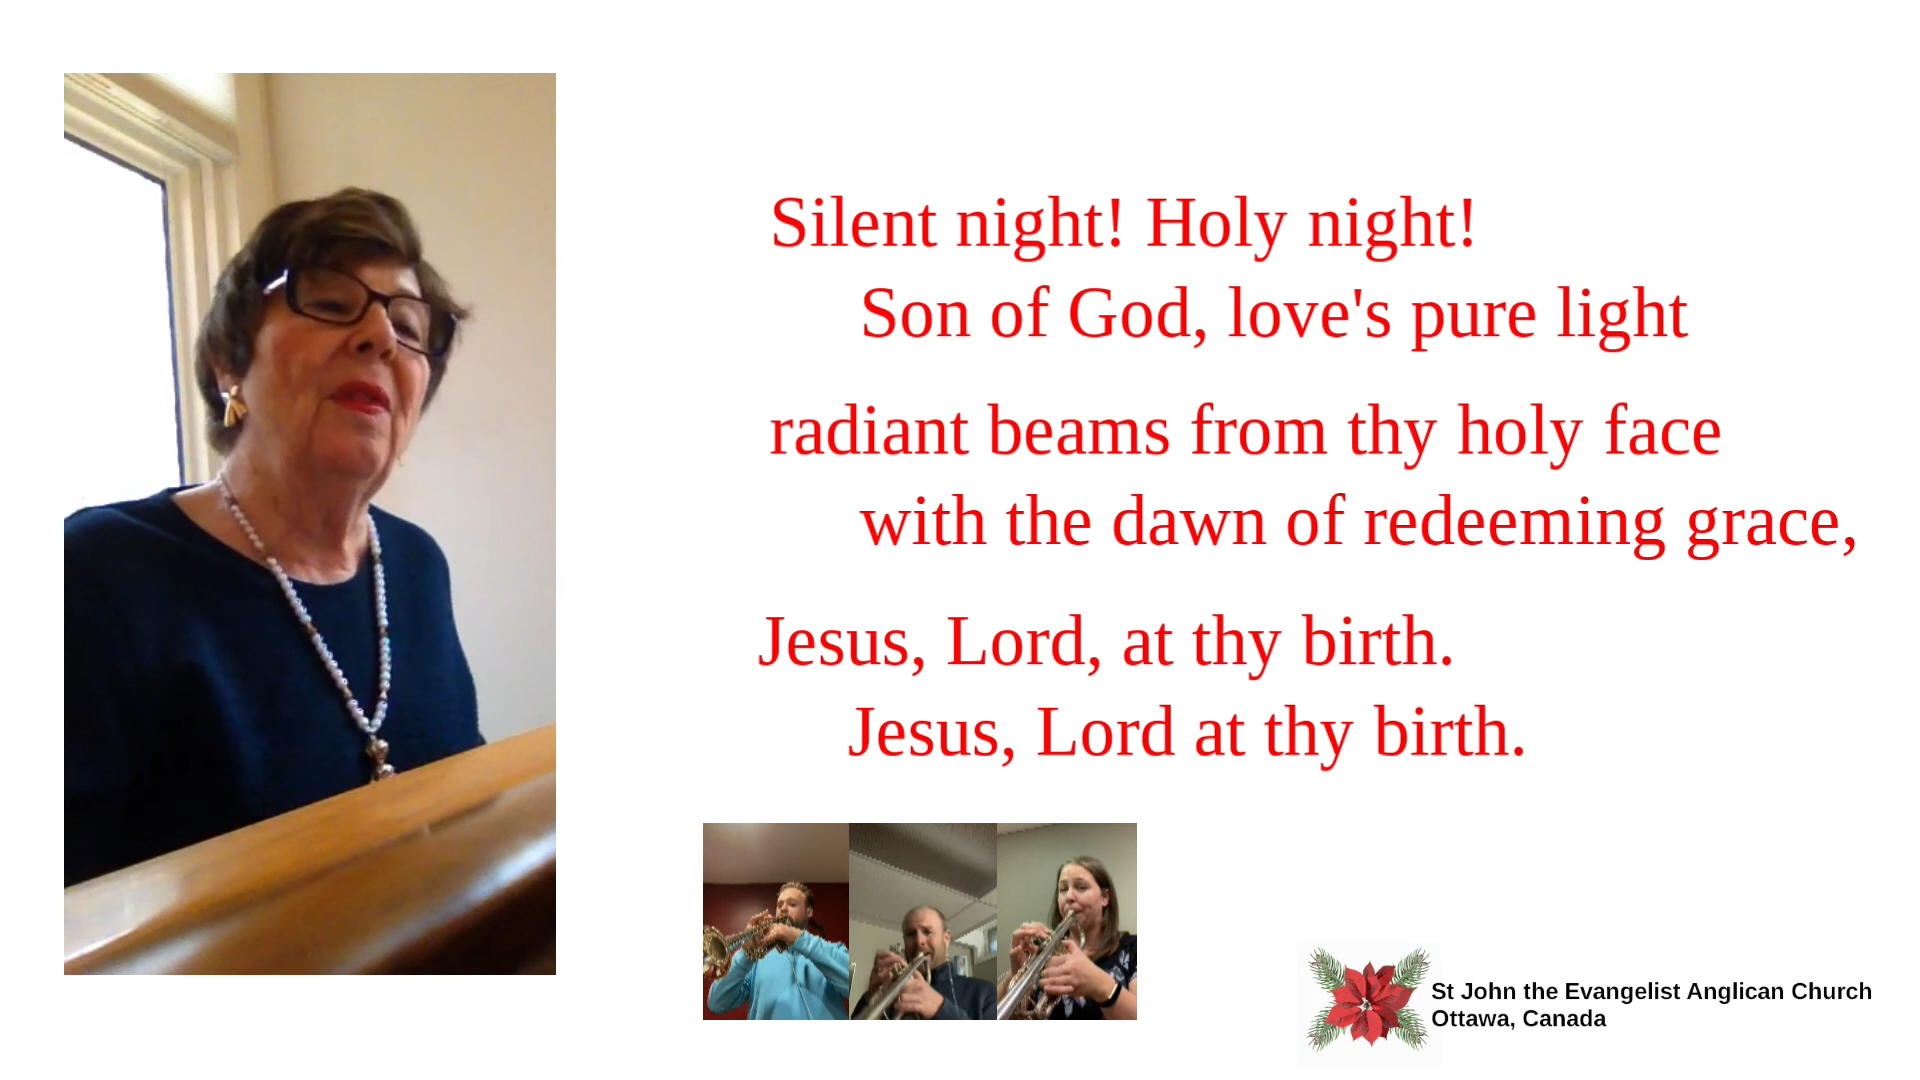 Silent night! Holy night!
Son of God, love's pure light
radiant beams from thy holy face
with the dawn of redeeming grace,
Jesus, Lord, at thy birth.
Jesus, Lord at thy birth.
St John the Evangelist Anglican Church
Ottawa, Canada